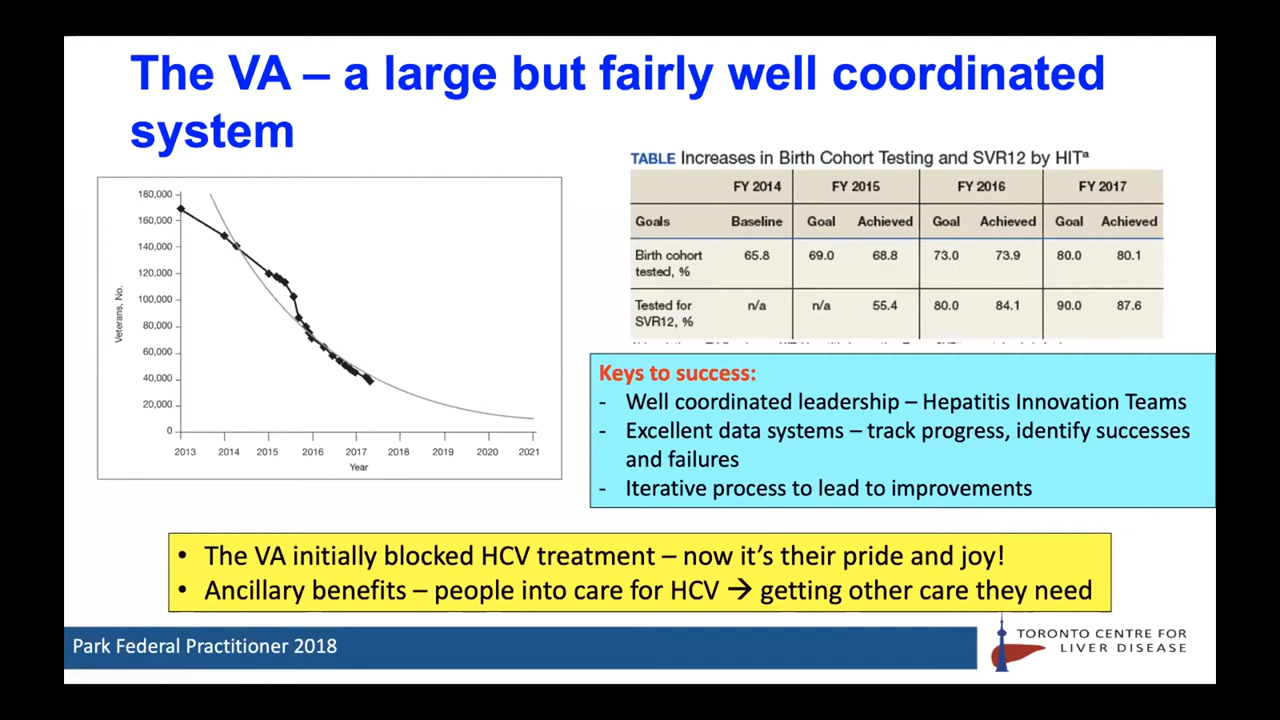 The VA – a large but fairly well coordinated
system
180,000
160,000
140,000
120,000
100,000
80,000
60,000
40,000
20,000
0
Veterans, No.
2013 2014 2015 2016 2017 2018 2019 2020 2021
Year
TABLE Increases in Birth Cohort Testing and SVR12 by HITª
FY 2014 FY 2015 FY 2016 FY 2017
Goals Baseline Goal Achieved Goal Achieved Goal Achieved
Birth cohort 65.8 69.0 68.8 73.0 73.9 80.0 80.1
tested, %
Tested for n/a n/a 55.4 80.0 84.1 90.0 87.6
SVR12, %
Keys to success:
- Well coordinated leadership – Hepatitis Innovation Teams
- Excellent data systems – track progress, identify successes
and failures
- Iterative process to lead to improvements
• The VA initially blocked HCV treatment – now it’s their pride and joy!
• Ancillary benefits – people into care for HCV → getting other care they need
Park Federal Practitioner 2018
TORONTO CENTRE FOR
LIVER DISEASE